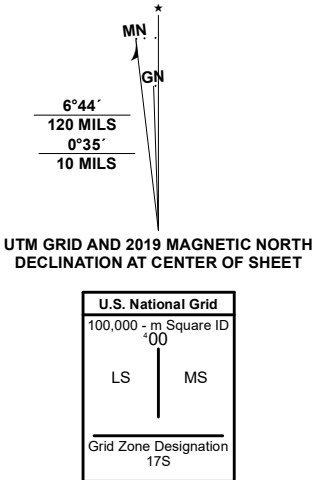 ★
MN
GN
6°44´
120 MILS
0°35´
10 MILS
UTM GRID AND 2019 MAGNETIC NORTH
DECLINATION AT CENTER OF SHEET
U.S. National Grid
100,000 - m Square ID
⁴00
LS MS
Grid Zone Designation
17S